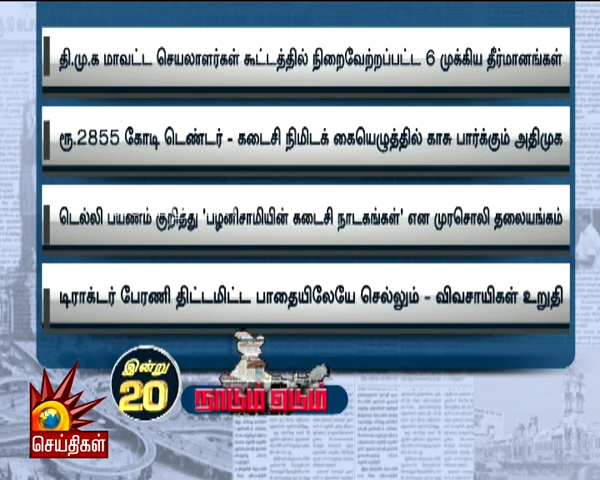 தி.மு.க மாவட்ட செயலாளர்கள் கூட்டத்தில் நிறைவேற்றப்பட்ட 6 முக்கிய தீர்மானங்கள்
ரூ.2855 கோடி டெண்டர் - கடைசி நிமிடக் கையெழுத்தில் காசு பார்க்கும் அதிமுக
டெல்லி பயணம் குறித்து 'பழனிசாமியின் கடைசி நாடகங்கள்' என முரசொலி தலையங்கம்
டிராக்டர் பேரணி திட்டமிட்ட பாதையிலேயே செல்லும் - விவசாயிகள் உறுதி
இன்று
20
நாடும் ஏடும்
செய்திகள்